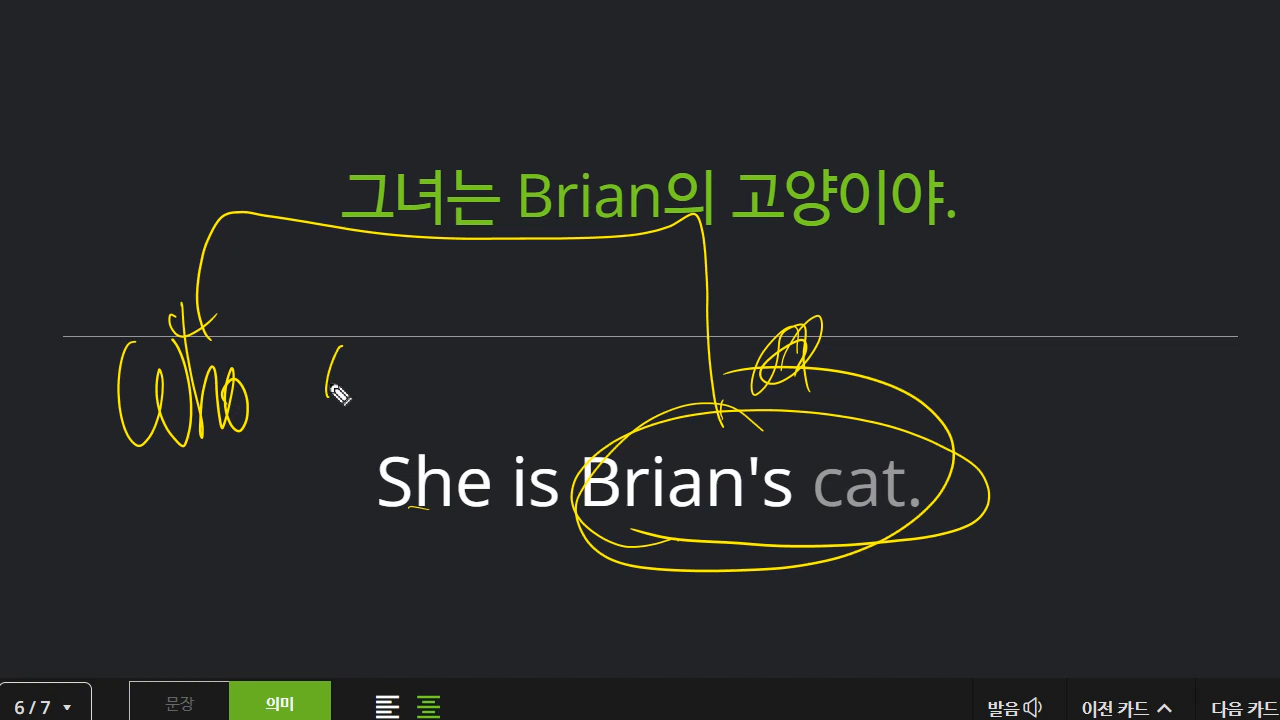 그녀는 Brian의 고양이야.
Who
She is Brian's cat.
6 / 7 문장 의미 발음 이전 카드 다음 카드